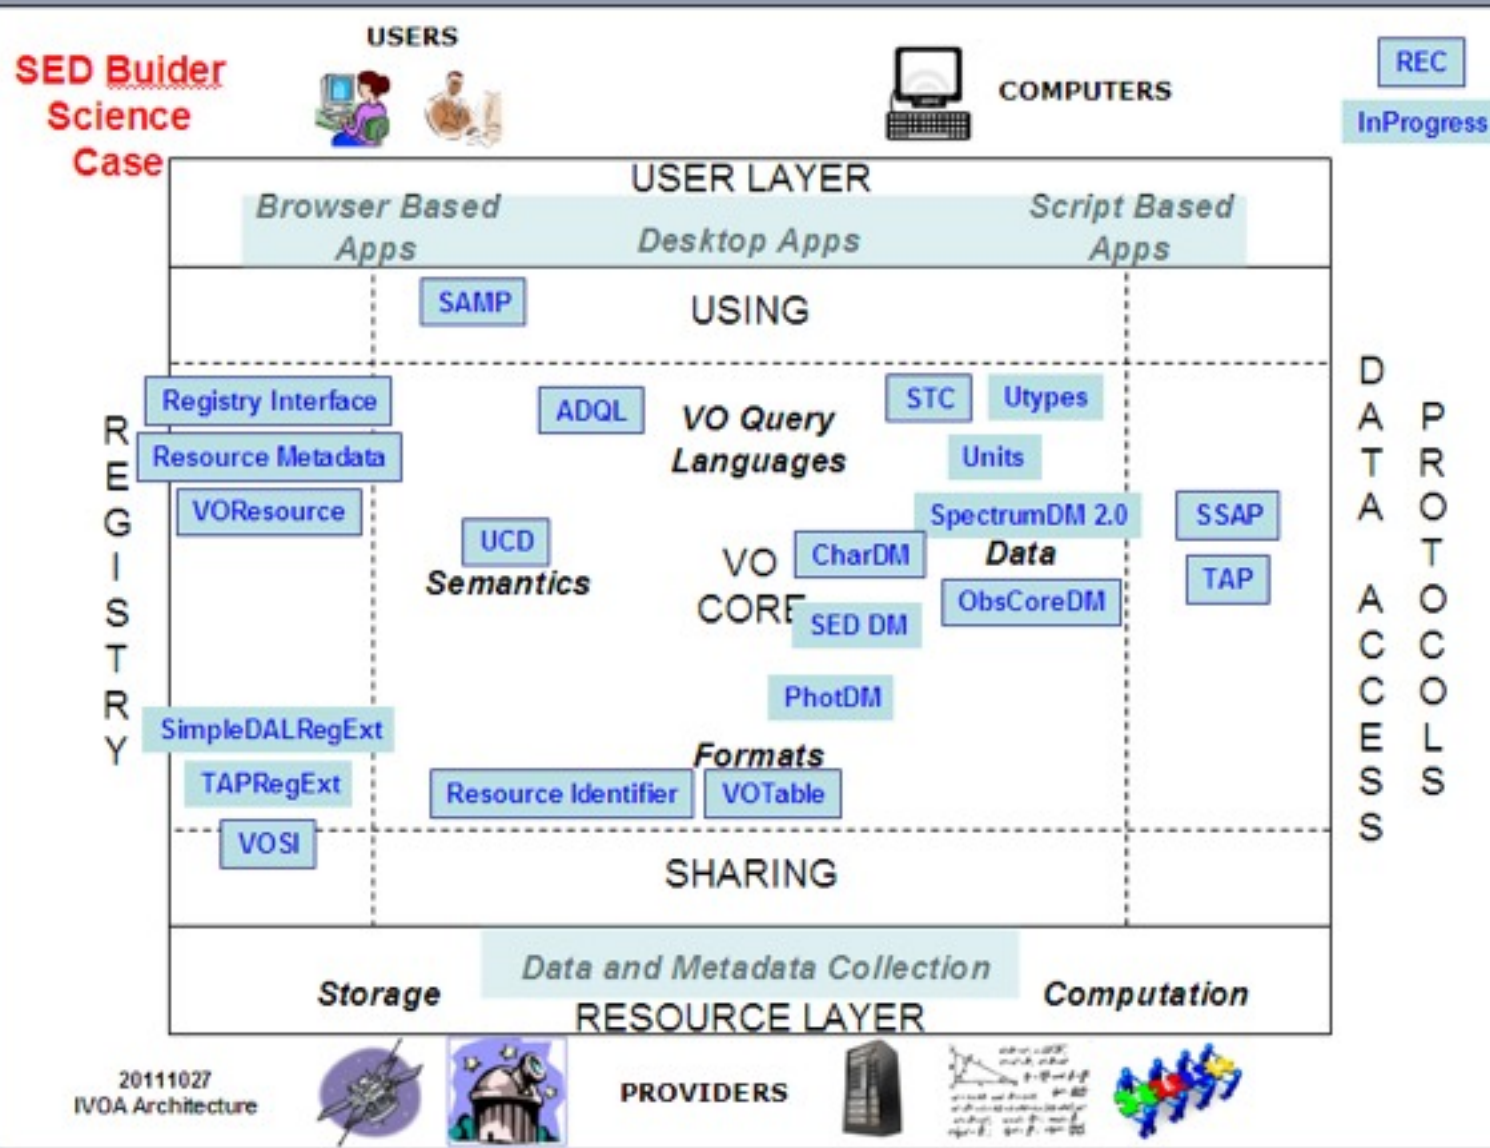 USERS
SED Buider
Science
Case
COMPUTERS
REC
InProgress
USER LAYER
Browser Based
Apps
Desktop Apps
Script Based
Apps
SAMP
USING
REGISTRY
Registry Interface
Resource Metadata
VOResource
ADQL
VO Query
Languages
STC
Utypes
Units
SpectrumDM 2.0
SSAP
UCD
Semantics
VO
CORE
CharDM
Data
TAP
ObsCoreDM
SED DM
PhotDM
SimpleDALRegExt
TAPRegExt
VOSI
Formats
Resource Identifier
VOTable
DATA ACCESS
PROTOCOLS
SHARING
Data and Metadata Collection
Storage
Computation
RESOURCE LAYER
20111027
IVOA Architecture
PROVIDERS